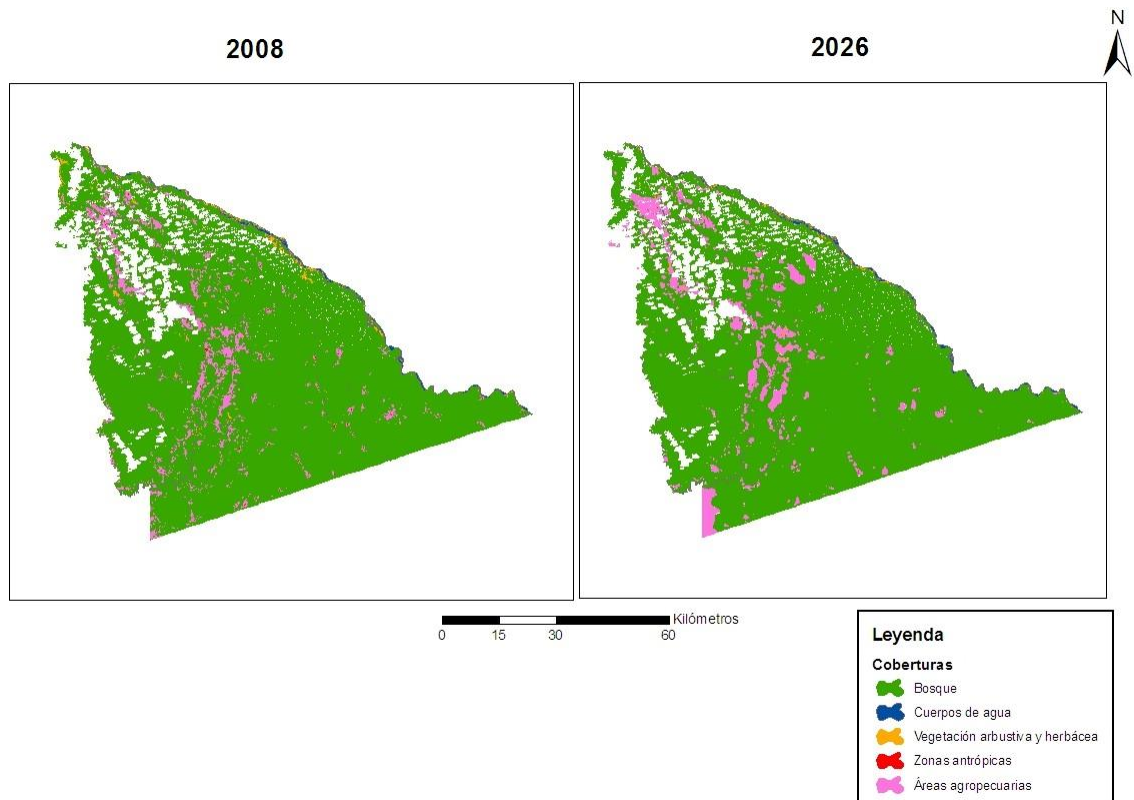 2008
2026
N
Kilómetros
0 15 30 60
Leyenda
Coberturas
Bosque
Cuerpos de agua
Vegetación arbustiva y herbácea
Zonas antrópicas
Áreas agropecuarias